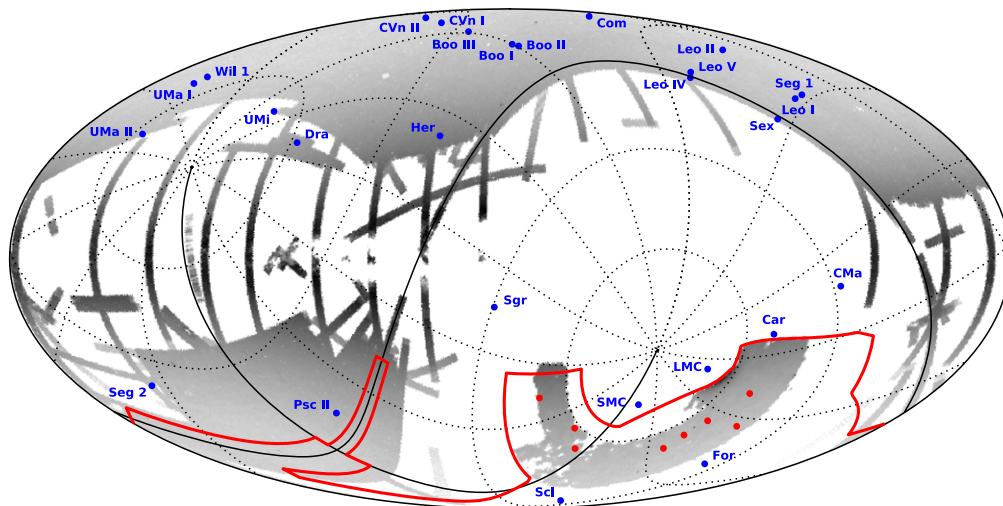 CVn II
CVn I
Com
Boo III
Boo I
Boo II
Leo II
Wil 1
Leo V
UMa I
Leo IV
Seg 1
Leo I
UMi
Sex
UMa II
Dra
Her
CMa
Sgr
Car
LMC
Seg 2
SMC
Psc II
For
Scl